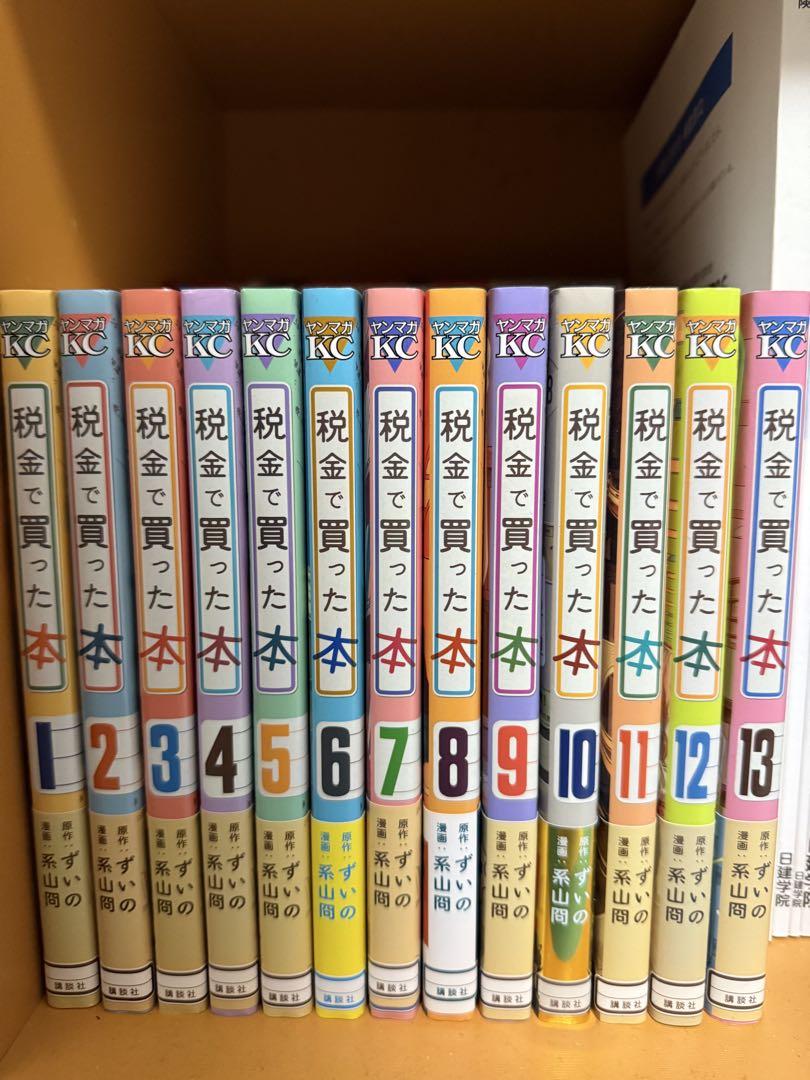 ヤンマガKC
税金で買った本
1
原作：ずいの
漫画：系山冏
講談社
ヤンマガKC
税金で買った本
2
原作：ずいの
漫画：系山冏
講談社
ヤンマガKC
税金で買った本
3
原作：ずいの
漫画：系山冏
講談社
ヤンマガKC
税金で買った本
4
原作：ずいの
漫画：系山冏
講談社
ヤンマガKC
税金で買った本
5
原作：ずいの
漫画：系山冏
講談社
ヤンマガKC
税金で買った本
6
原作：ずいの
漫画：系山冏
講談社
ヤンマガKC
税金で買った本
7
原作：ずいの
漫画：系山冏
講談社
ヤンマガKC
税金で買った本
8
原作：ずいの
漫画：系山冏
講談社
ヤンマガKC
税金で買った本
9
原作：ずいの
漫画：系山冏
講談社
ヤンマガKC
税金で買った本
10
原作：ずいの
漫画：系山冏
講談社
ヤンマガKC
税金で買った本
11
原作：ずいの
漫画：系山冏
講談社
ヤンマガKC
税金で買った本
12
原作：ずいの
漫画：系山冏
講談社
ヤンマガKC
税金で買った本
13
原作：ずいの
漫画：系山冏
講談社
日建学院
日建学院